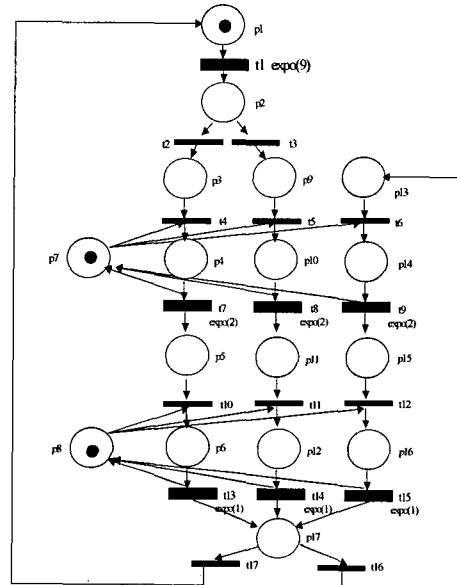 p1
t1 expo(9)
p2
t2 t3
p3 p9 p13
t4 t5 t6
p7 p4 p10 p14
t7 t8 t9
expo(2) expo(2) expo(2)
p5 p11 p15
t10 t11 t12
p8 p6 p12 p16
t13 t14 t15
expo(1) expo(1) expo(1)
p17
t17 t16